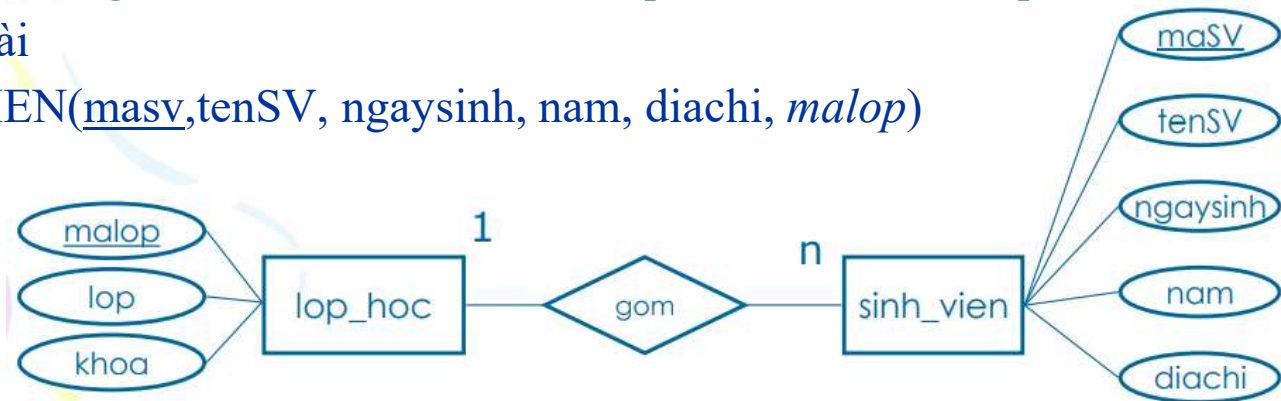 ài
IEN(masv,tenSV, ngaysinh, nam, diachi, malop)
maSV
tenSV
ngaysinh
nam
diachi
malop
lop
khoa
lop_hoc
1
gom
n
sinh_vien